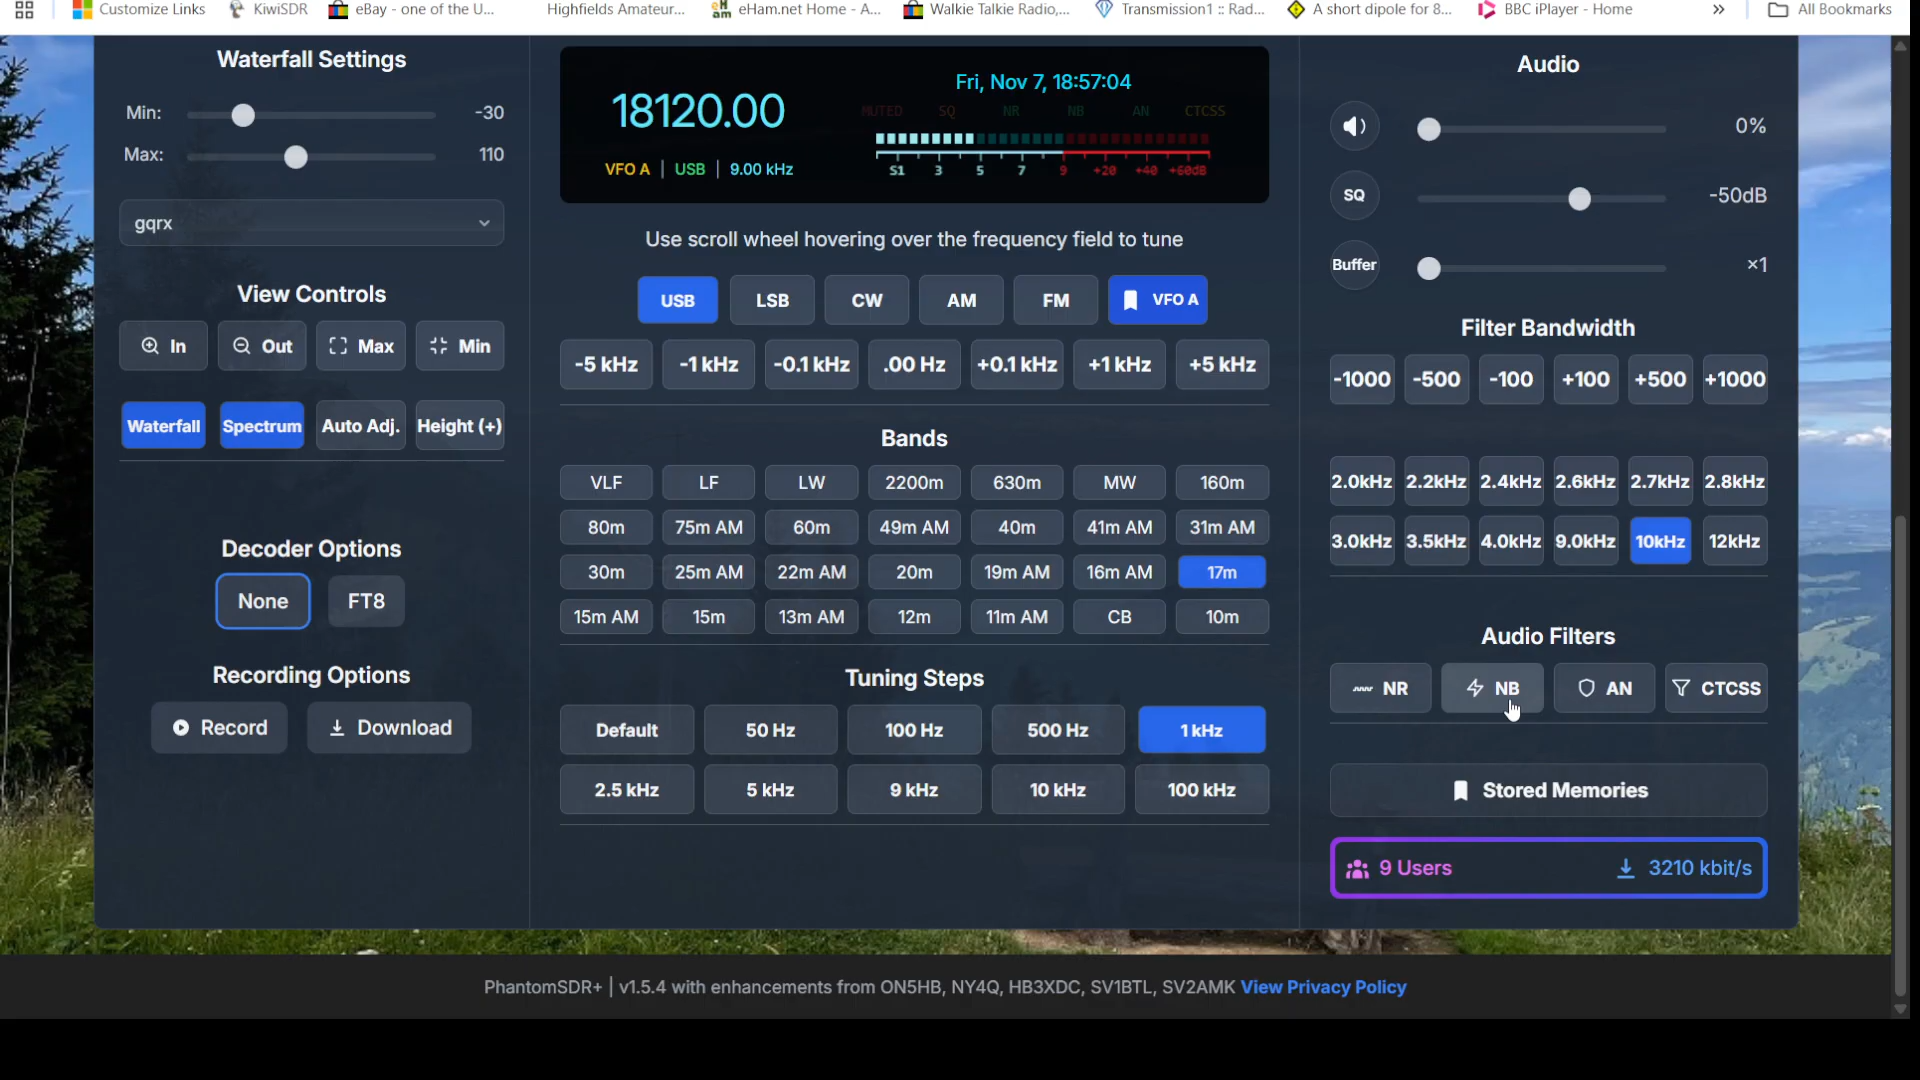 Customize Links KiwiSDR eBay - one of the U... Highfields Amateur... eHam.net Home - A... Walkie Talkie Radio,... Transmission1 :: Rad... A short dipole for 8... BBC iPlayer - Home » All Bookmarks
Waterfall Settings
Min: -30
Max: 110
gqrx
View Controls
In Out Max Min
Waterfall Spectrum Auto Adj. Height (+)
Decoder Options
None FT8
Recording Options
Record Download
Fri, Nov 7, 18:57:04
18120.00
MUTED SQ NR NB AN CTCSS
VFO A | USB | 9.00 kHz
S1 3 5 7 9 +20 +40 +60dB
Use scroll wheel hovering over the frequency field to tune
USB LSB CW AM FM VFO A
-5 kHz -1 kHz -0.1 kHz .00 Hz +0.1 kHz +1 kHz +5 kHz
Bands
VLF LF LW 2200m 630m MW 160m
80m 75m AM 60m 49m AM 40m 41m AM 31m AM
30m 25m AM 22m AM 20m 19m AM 16m AM 17m
15m AM 15m 13m AM 12m 11m AM CB 10m
Tuning Steps
Default 50 Hz 100 Hz 500 Hz 1 kHz
2.5 kHz 5 kHz 9 kHz 10 kHz 100 kHz
Audio
0%
SQ -50dB
Buffer ×1
Filter Bandwidth
-1000 -500 -100 +100 +500 +1000
2.0kHz 2.2kHz 2.4kHz 2.6kHz 2.7kHz 2.8kHz
3.0kHz 3.5kHz 4.0kHz 9.0kHz 10kHz 12kHz
Audio Filters
NR NB AN CTCSS
Stored Memories
9 Users 3210 kbit/s
PhantomSDR+ | v1.5.4 with enhancements from ON5HB, NY4Q, HB3XDC, SV1BTL, SV2AMK View Privacy Policy